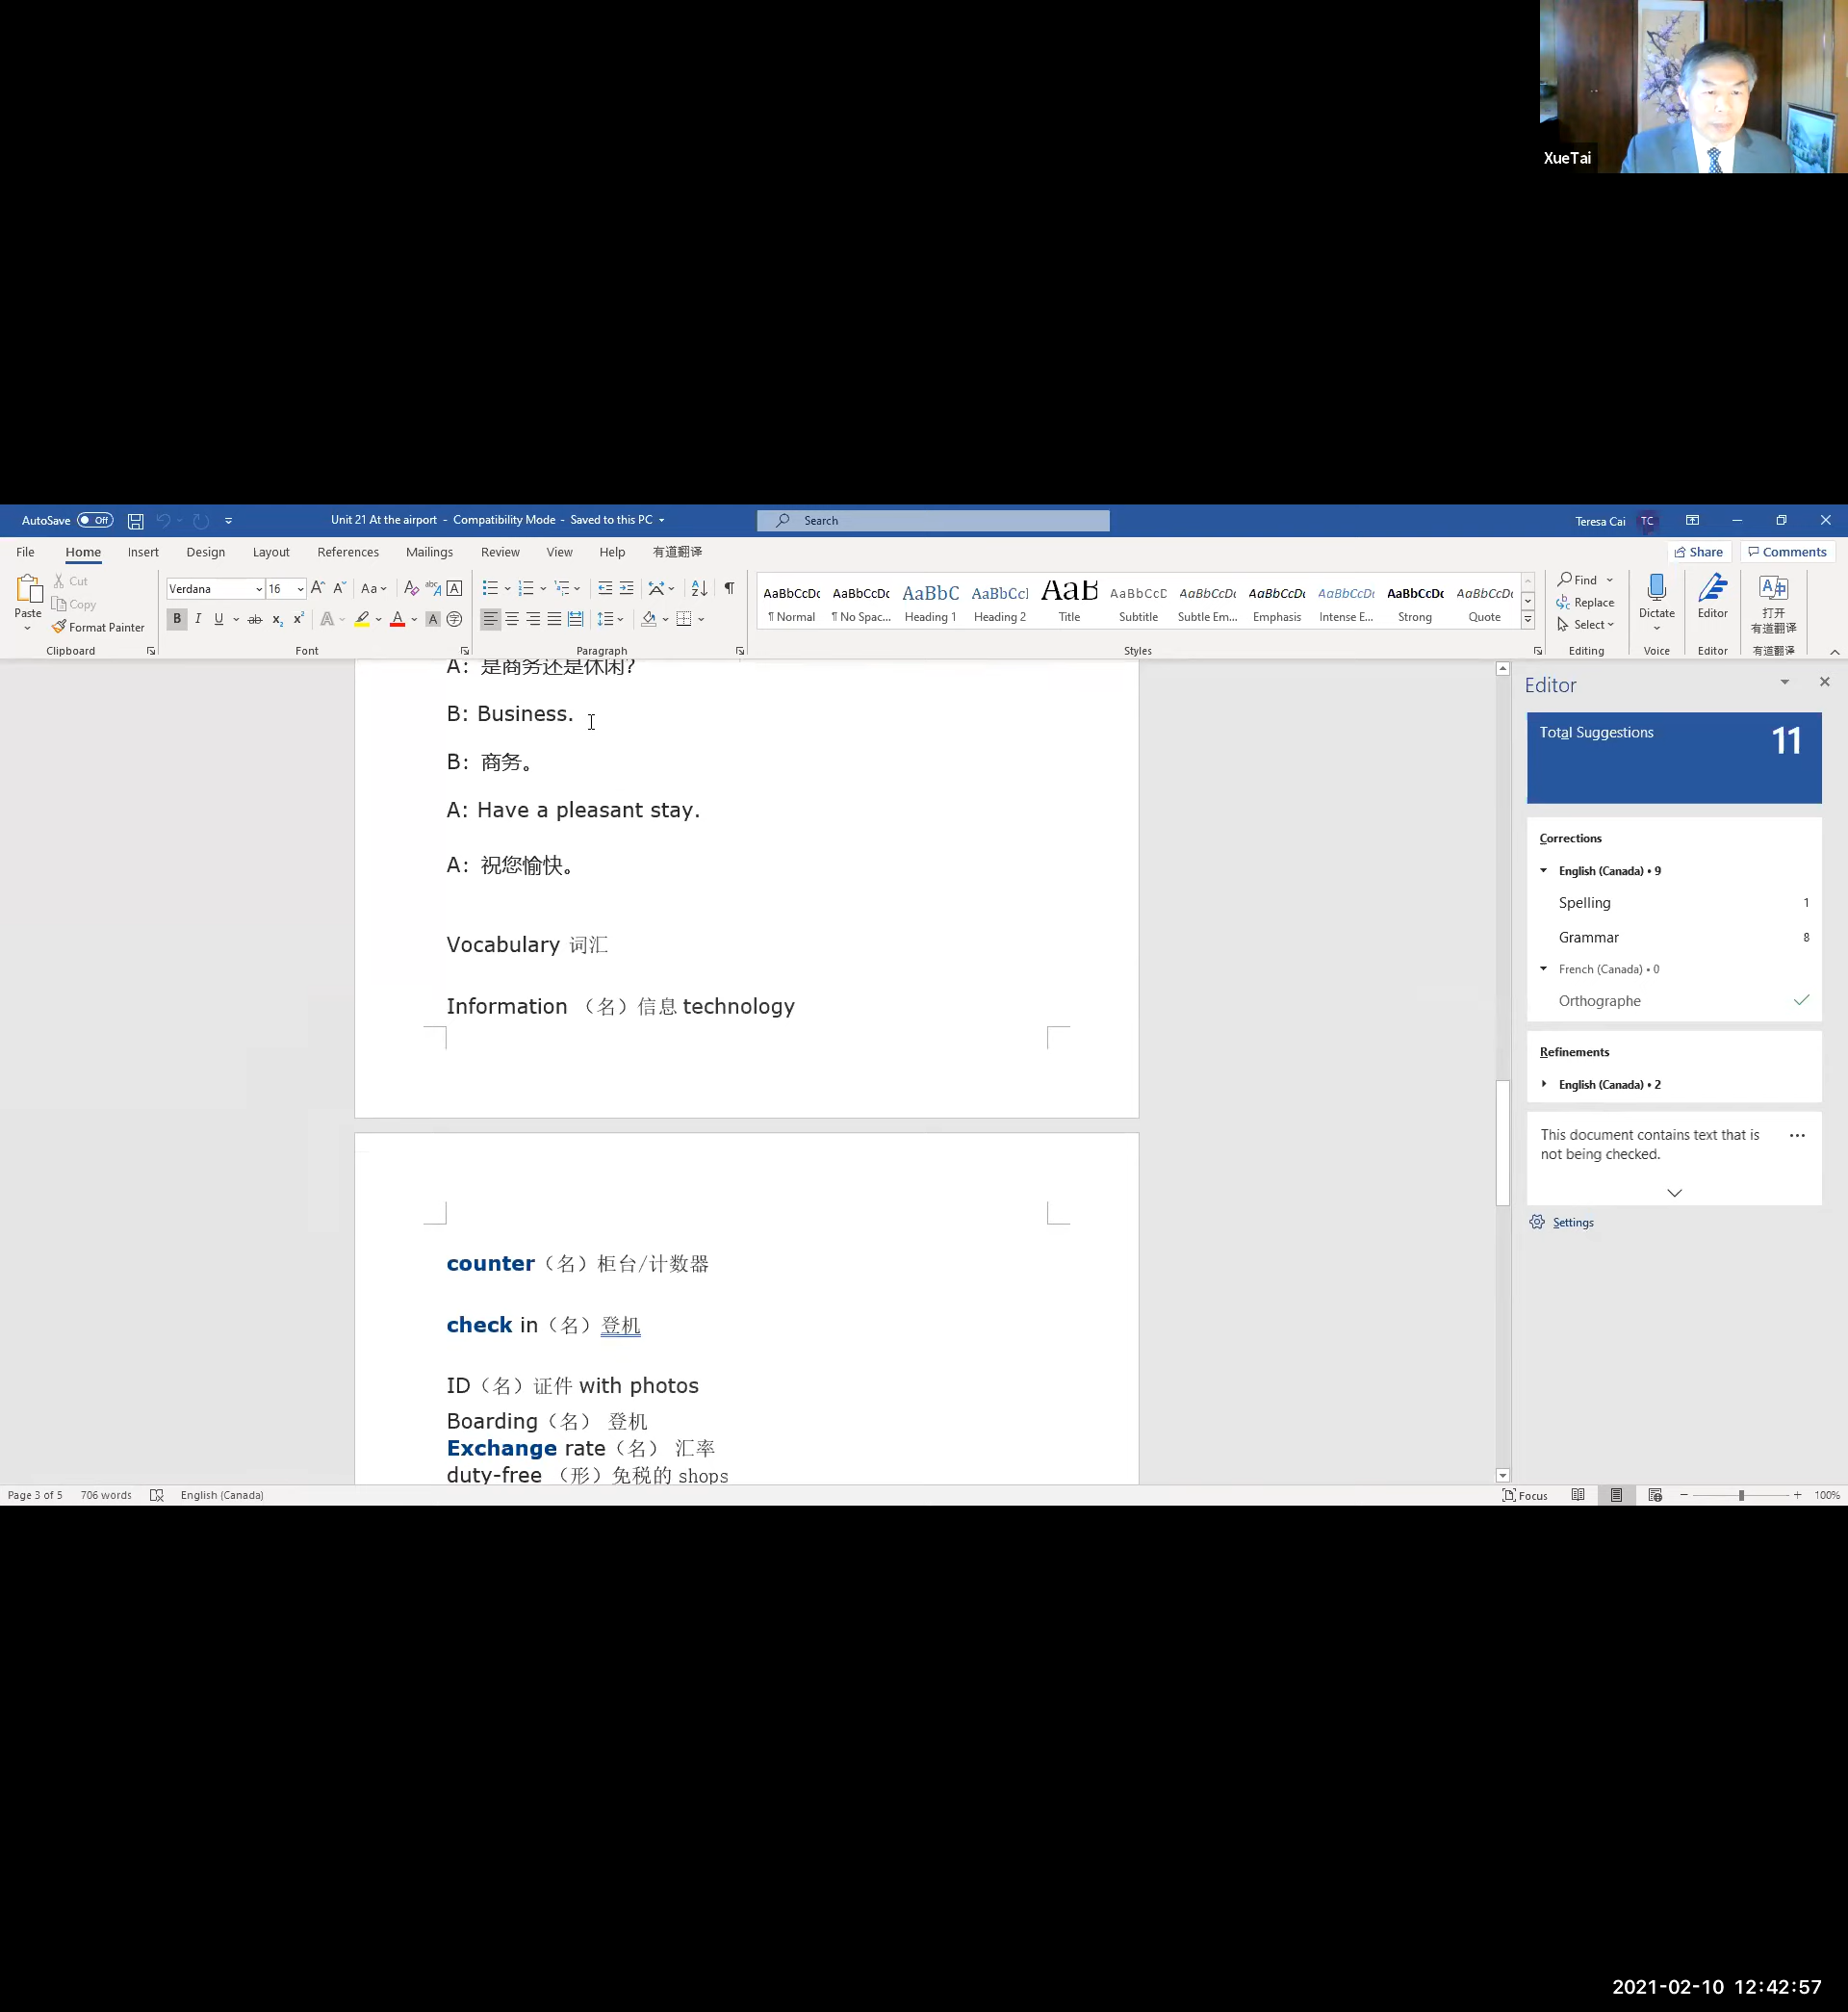 XueTai
AutoSave Off
Unit 21 At the airport - Compatibility Mode - Saved to this PC
Search
Teresa Cai TC
File Home Insert Design Layout References Mailings Review View Help 有道翻译
Share Comments
Paste
Cut
Copy
Format Painter
Clipboard
Verdana 16
Font
Paragraph
AaBbCcDc AaBbCcDc AaBbC AaBbCcI AaB AaBbCcD AaBbCcDc AaBbCcDc AaBbCcDc AaBbCcDc AaBbCcDc
¶ Normal ¶ No Spac... Heading 1 Heading 2 Title Subtitle Subtle Em... Emphasis Intense E... Strong Quote
Styles
Find
Replace
Select
Editing
Dictate
Voice
Editor
Editor
打开
有道翻译
有道翻译
A: 是商务还是休闲?
B: Business.
B: 商务。
A: Have a pleasant stay.
A: 祝您愉快。
Vocabulary 词汇
Information （名）信息 technology
counter（名）柜台/计数器
check in（名）登机
ID（名）证件 with photos
Boarding（名） 登机
Exchange rate（名） 汇率
duty-free （形）免税的 shops
Editor
Total Suggestions 11
Corrections
English (Canada) • 9
Spelling 1
Grammar 8
French (Canada) • 0
Orthographe
Refinements
English (Canada) • 2
This document contains text that is
not being checked.
Settings
Page 3 of 5 706 words English (Canada)
Focus 100%
2021-02-10 12:42:57